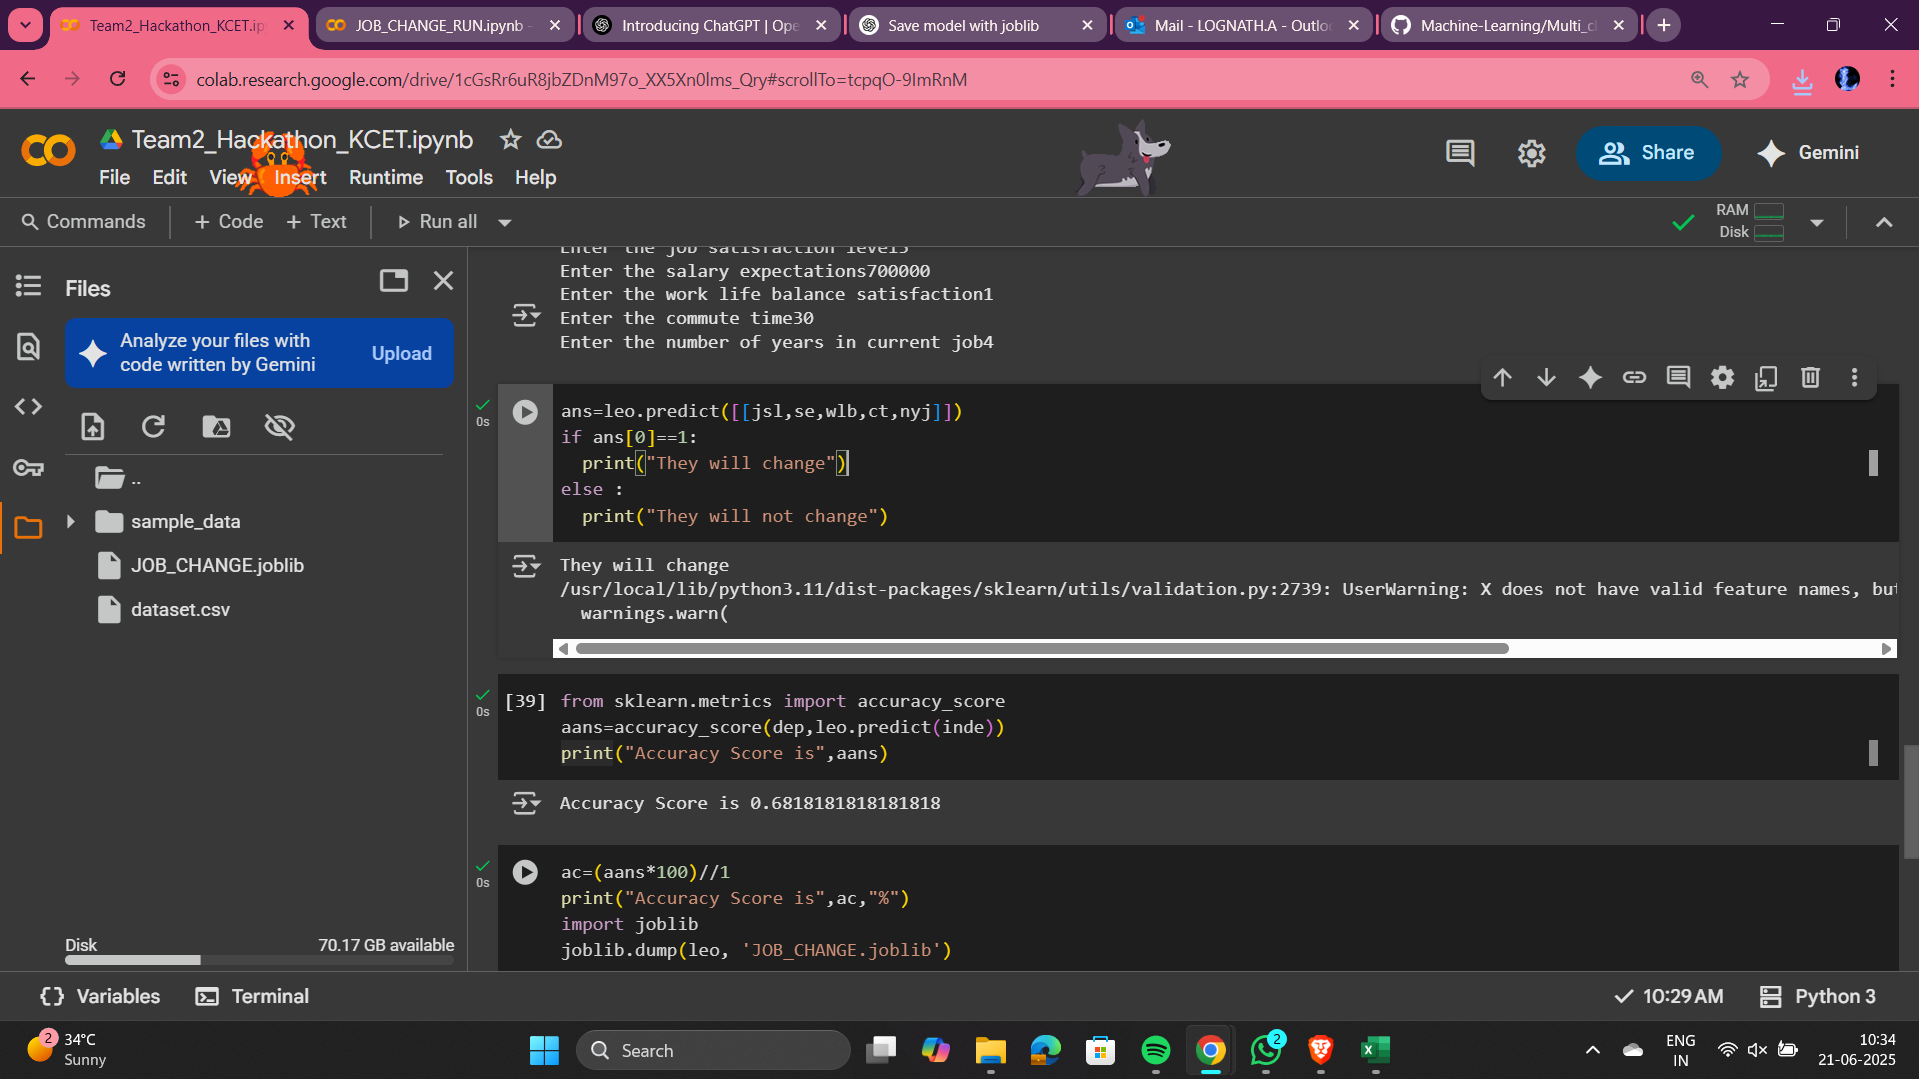 Team2_Hackathon_KCET.ip
JOB_CHANGE_RUN.ipynb -
Introducing ChatGPT | Ope
Save model with joblib
Mail - LOGNATH.A - Outlo
Machine-Learning/Multi_cl
colab.research.google.com/drive/1cGsRr6uR8jbZDnM97o_XX5Xn0lms_Qry#scrollTo=tcpqO-9ImRnM
Team2_Hackathon_KCET.ipynb
File Edit View Insert Runtime Tools Help
Share
Gemini
Commands + Code + Text Run all
RAM
Disk
Files
Analyze your files with
code written by Gemini
Upload
..
sample_data
JOB_CHANGE.joblib
dataset.csv
Disk 70.17 GB available
Enter the job satisfaction level5
Enter the salary expectations700000
Enter the work life balance satisfaction1
Enter the commute time30
Enter the number of years in current job4
0s
ans=leo.predict([[jsl,se,wlb,ct,nyj]])
if ans[0]==1:
  print("They will change")
else :
  print("They will not change")
They will change
/usr/local/lib/python3.11/dist-packages/sklearn/utils/validation.py:2739: UserWarning: X does not have valid feature names, but
  warnings.warn(
0s
[39] from sklearn.metrics import accuracy_score
aans=accuracy_score(dep,leo.predict(inde))
print("Accuracy Score is",aans)
Accuracy Score is 0.6818181818181818
0s
ac=(aans*100)//1
print("Accuracy Score is",ac,"%")
import joblib
joblib.dump(leo, 'JOB_CHANGE.joblib')
{} Variables Terminal
10:29 AM Python 3
2
34°C
Sunny
Search
2
ENG
IN
10:34
21-06-2025